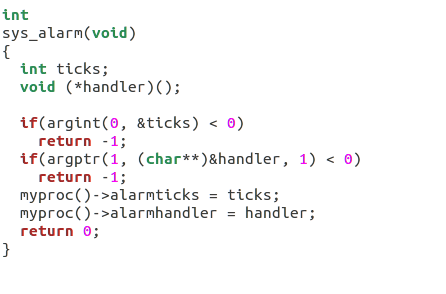 int
sys_alarm(void)
{
  int ticks;
  void (*handler)();

  if(argint(0, &ticks) < 0)
    return -1;
  if(argptr(1, (char**)&handler, 1) < 0)
    return -1;
  myproc()->alarmticks = ticks;
  myproc()->alarmhandler = handler;
  return 0;
}